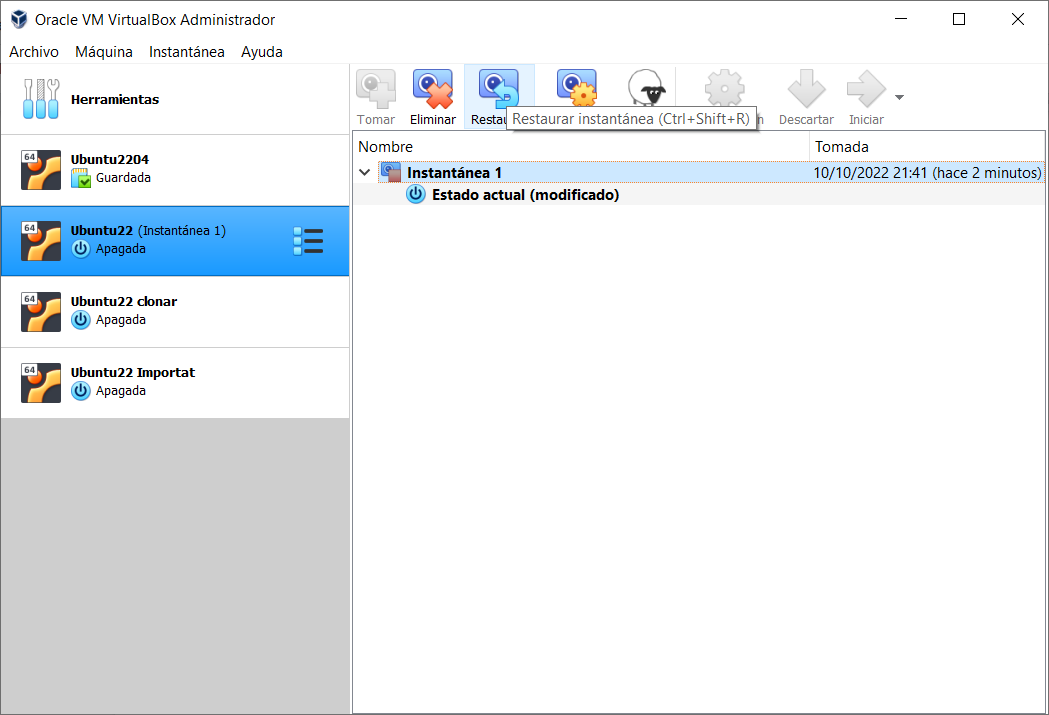 Oracle VM VirtualBox Administrador
Archivo Máquina Instantánea Ayuda
Herramientas
64
Ubuntu2204
Guardada
64
Ubuntu22 (Instantánea 1)
Apagada
64
Ubuntu22 clonar
Apagada
64
Ubuntu22 Importat
Apagada
Tomar Eliminar Restau Descartar Iniciar
Restaurar instantánea (Ctrl+Shift+R)
Nombre Tomada
Instantánea 1 10/10/2022 21:41 (hace 2 minutos)
Estado actual (modificado)